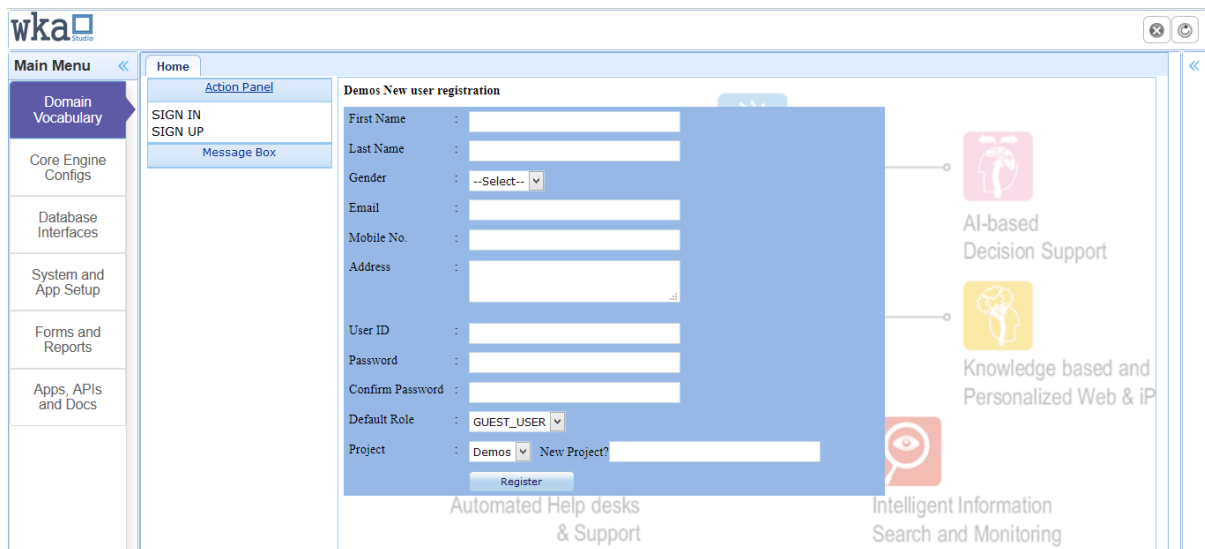 wka
Studio
Main Menu «
Domain
Vocabulary
Core Engine
Configs
Database
Interfaces
System and
App Setup
Forms and
Reports
Apps, APIs
and Docs
Home
Action Panel
SIGN IN
SIGN UP
Message Box
Demos New user registration
First Name :
Last Name :
Gender : --Select--
Email :
Mobile No. :
Address :
User ID :
Password :
Confirm Password :
Default Role : GUEST_USER
Project : Demos New Project?
Register
AI-based
Decision Support
Knowledge based and
Personalized Web & iP
Automated Help desks
& Support
Intelligent Information
Search and Monitoring
«